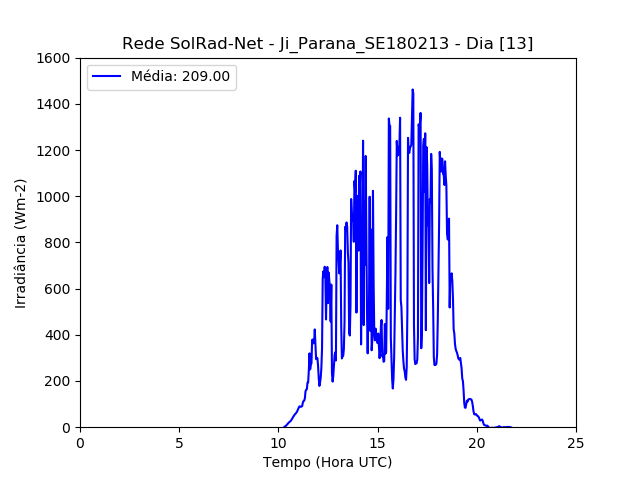 Rede SolRad-Net - Ji_Parana_SE180213 - Dia [13]
Média: 209.00
Irradiância (Wm-2)
1600
1400
1200
1000
800
600
400
200
0
0 5 10 15 20 25
Tempo (Hora UTC)